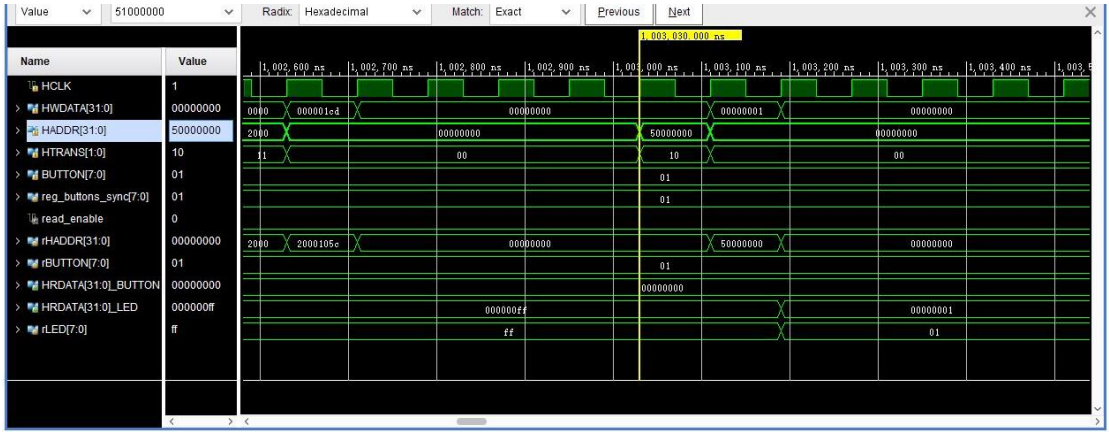 Value 51000000 Radix: Hexadecimal Match: Exact Previous Next
1,003,030.000 ns
Name Value
1,002,600 ns 1,002,700 ns 1,002,800 ns 1,002,900 ns 1,003,000 ns 1,003,100 ns 1,003,200 ns 1,003,300 ns 1,003,400 ns
HCLK 1
HWDATA[31:0] 00000000 0000 000001cd 00000000 00000001 00000000
HADDR[31:0] 50000000 2000 00000000 50000000 00000000
HTRANS[1:0] 10 11 00 10 00
BUTTON[7:0] 01 01
reg_buttons_sync[7:0] 01 01
read_enable 0
rHADDR[31:0] 00000000 2000 2000105c 00000000 50000000 00000000
rBUTTON[7:0] 01 01
HRDATA[31:0]_BUTTON 00000000 00000000
HRDATA[31:0]_LED 000000ff 000000ff 00000001
rLED[7:0] ff ff 01